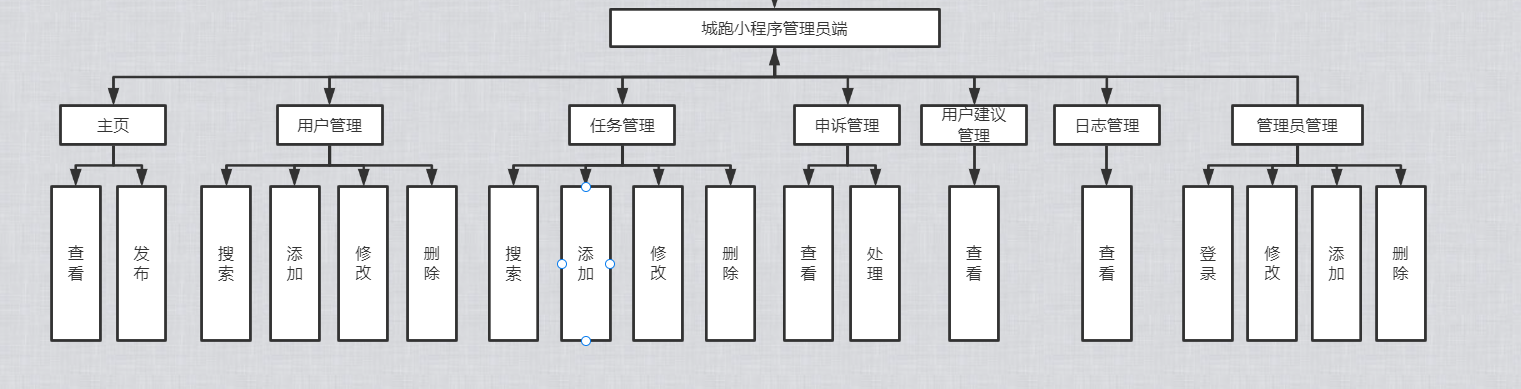 城跑小程序管理员端
主页
用户管理
任务管理
申诉管理
用户建议
管理
日志管理
管理员管理
查看
发布
搜索
添加
修改
删除
搜索
添加
修改
删除
查看
处理
查看
查看
登录
修改
添加
删除